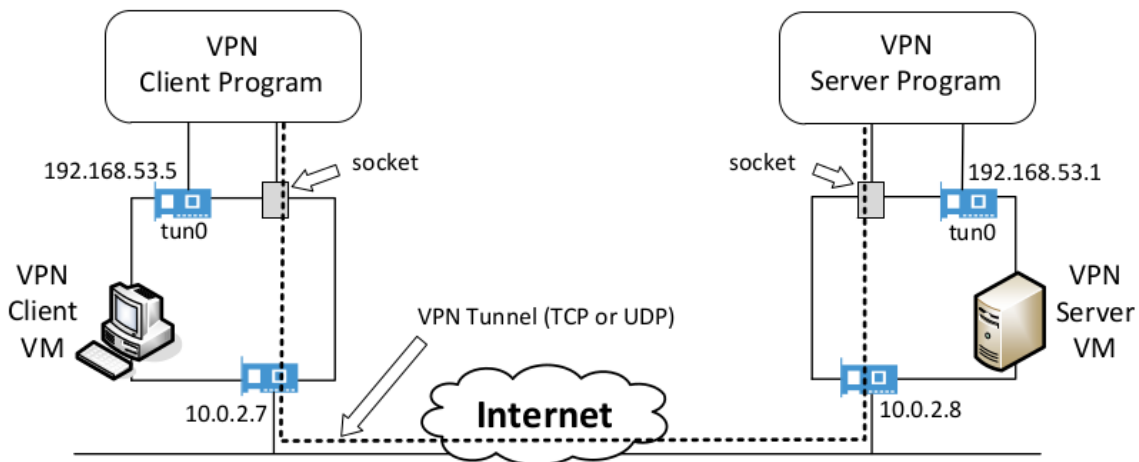 VPN
Client Program
VPN
Server Program
192.168.53.5
socket
socket
192.168.53.1
tun0
tun0
VPN
Client
VM
VPN Tunnel (TCP or UDP)
VPN
Server
VM
10.0.2.7
Internet
10.0.2.8